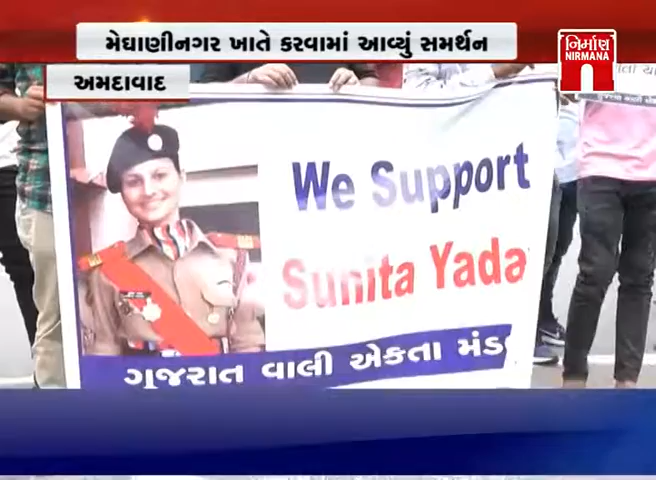 મેઘાણીનગર ખાતે કરવામાં આવ્યું સમર્થન
નિર્માણ
NIRMANA
અમદાવાદ
We Support
Sunita Yada
ગુજરાત વાલી એકતા મંડ